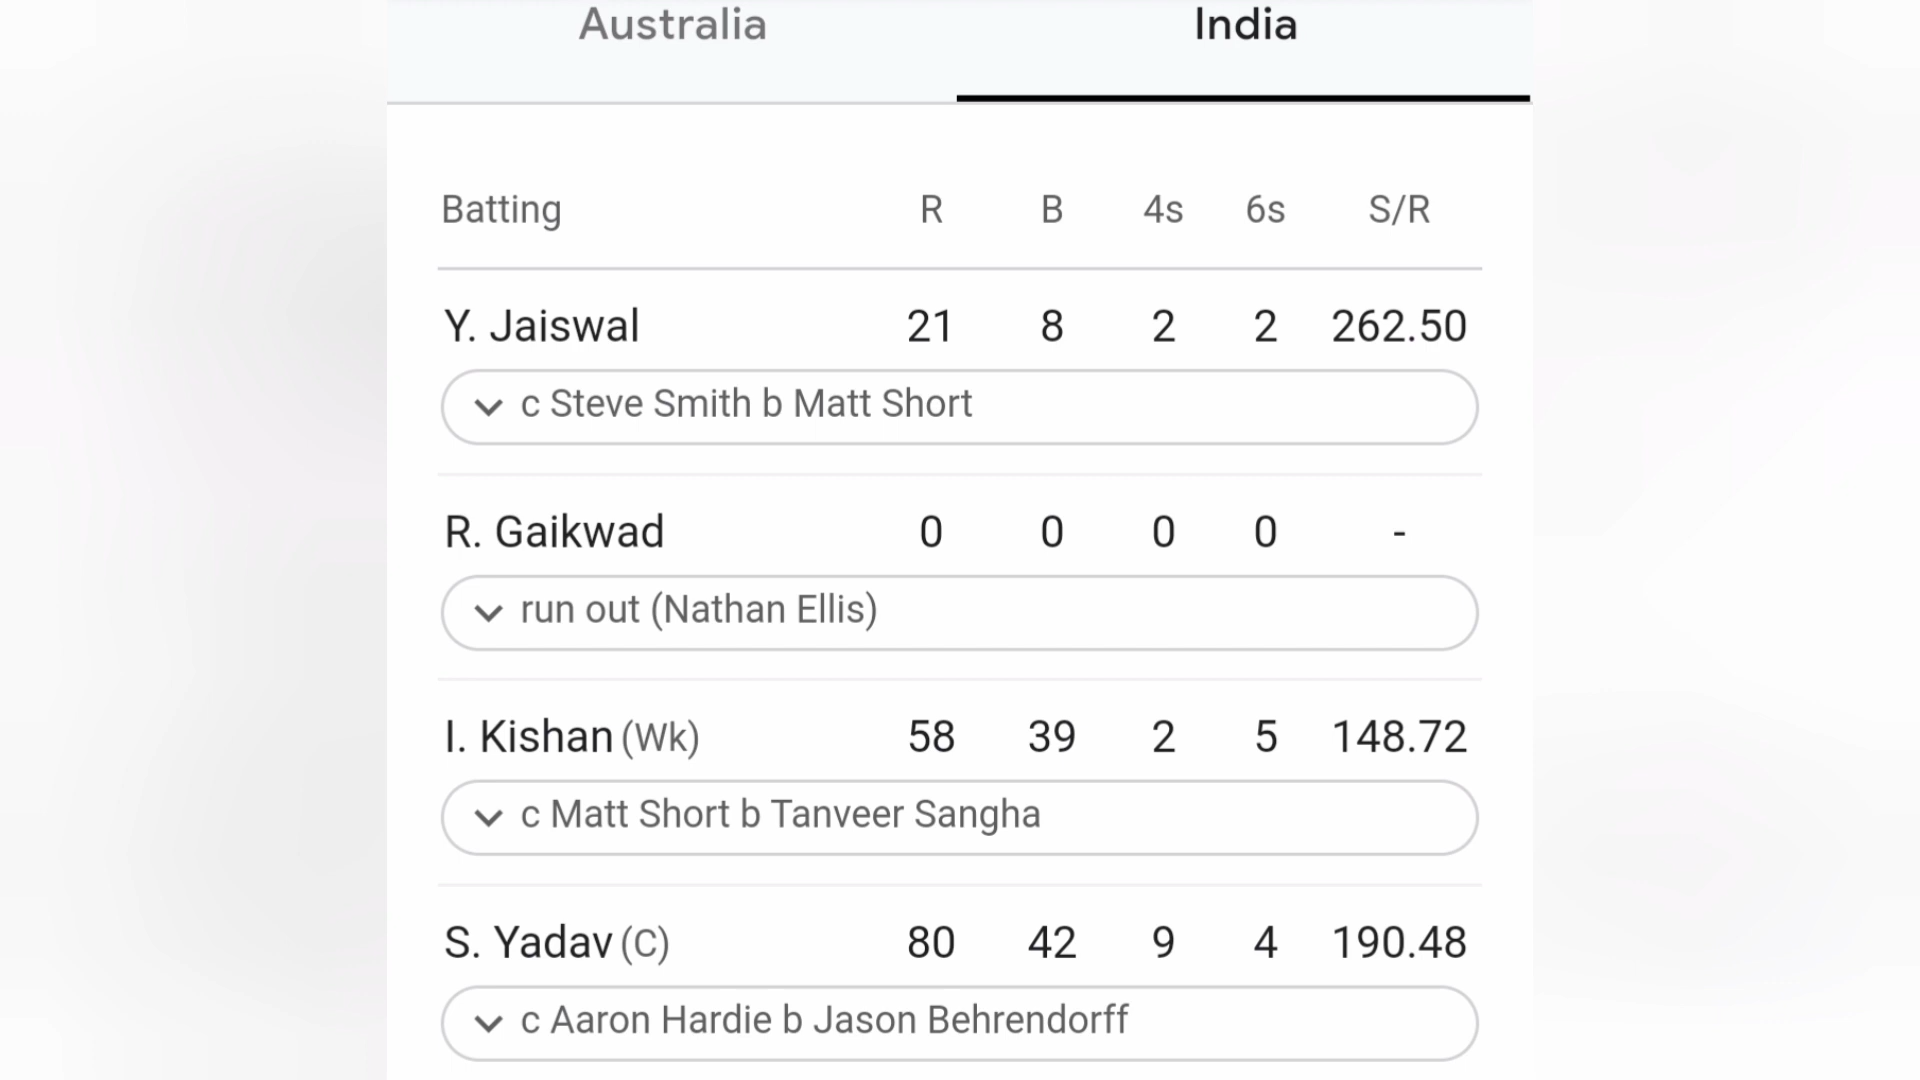 Australia India
Batting R B 4s 6s S/R
Y. Jaiswal 21 8 2 2 262.50
c Steve Smith b Matt Short
R. Gaikwad 0 0 0 0 -
run out (Nathan Ellis)
I. Kishan (Wk) 58 39 2 5 148.72
c Matt Short b Tanveer Sangha
S. Yadav (C) 80 42 9 4 190.48
c Aaron Hardie b Jason Behrendorff